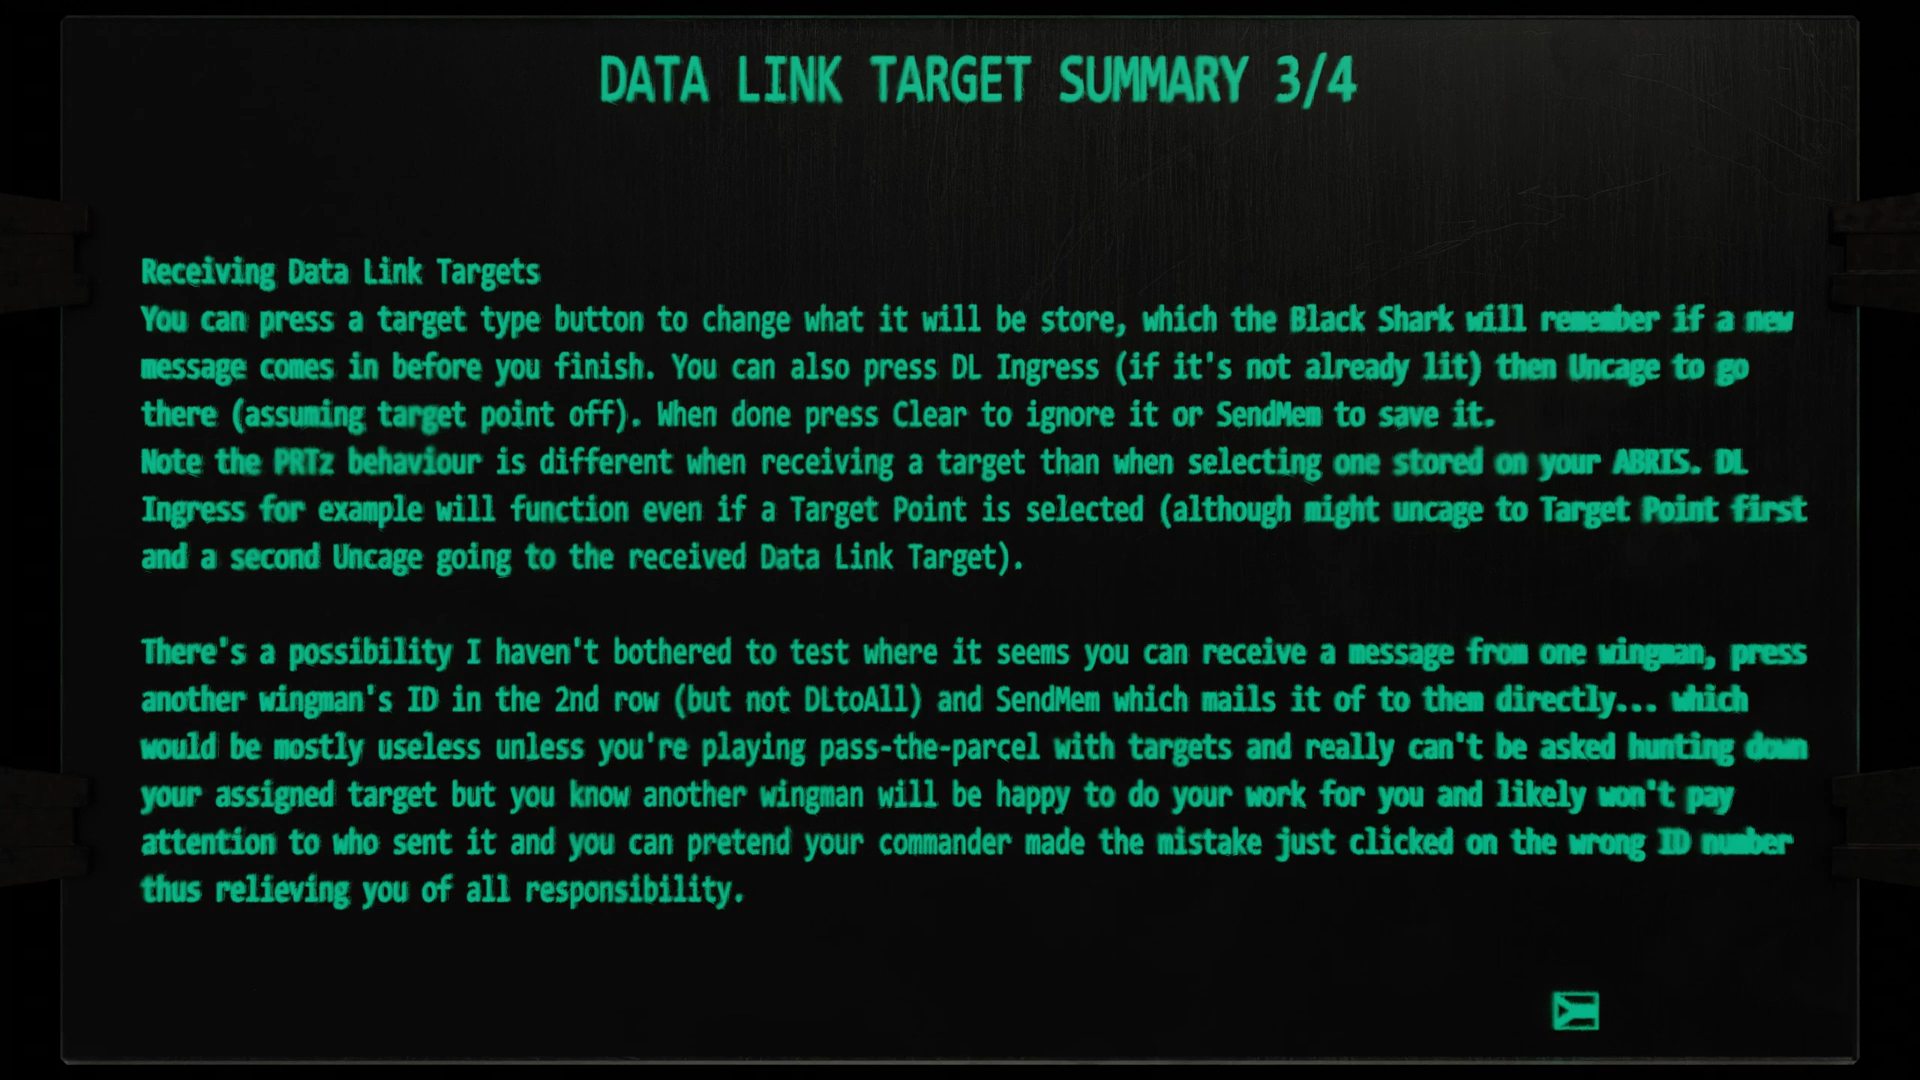 DATA LINK TARGET SUMMARY 3/4
Receiving Data Link Targets
You can press a target type button to change what it will be store, which the Black Shark will remember if a new
message comes in before you finish. You can also press DL Ingress (if it's not already lit) then Uncage to go
there (assuming target point off). When done press Clear to ignore it or SendMem to save it.
Note the PRTz behaviour is different when receiving a target than when selecting one stored on your ABRIS. DL
Ingress for example will function even if a Target Point is selected (although might uncage to Target Point first
and a second Uncage going to the received Data Link Target).
There's a possibility I haven't bothered to test where it seems you can receive a message from one wingman, press
another wingman's ID in the 2nd row (but not DLtoAll) and SendMem which mails it of to them directly... which
would be mostly useless unless you're playing pass-the-parcel with targets and really can't be asked hunting down
your assigned target but you know another wingman will be happy to do your work for you and likely won't pay
attention to who sent it and you can pretend your commander made the mistake just clicked on the wrong ID number
thus relieving you of all responsibility.